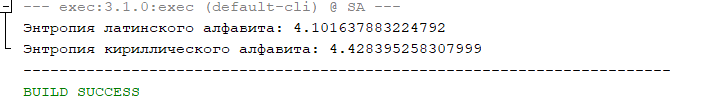 --- exec:3.1.0:exec (default-cli) @ SA ---
Энтропия латинского алфавита: 4.101637883224792
Энтропия кириллического алфавита: 4.428395258307999
------------------------------------------------------------------------
BUILD SUCCESS